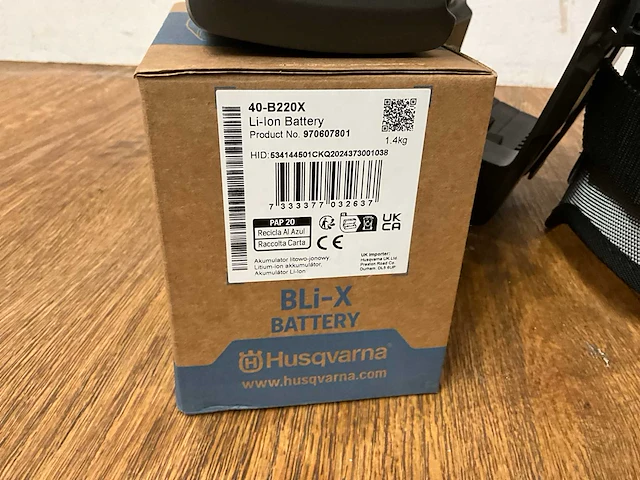 40-B220X
Li-Ion Battery
Product No. 970607801
1.4kg
HID:534144501CKQ2024373001038
7 333377 032637
PAP 20
Recicla Al Azul
Raccolta Carta
CE
UK
CA
Akumulator litowo-jonowy
Litium-ion akkumulátor,
Acumulator Li-Ion
UK Importer:
Husqvarna UK Ltd
Preston Road Co
Durham, DL5 6UP
BLi-X
BATTERY
Husqvarna
www.husqvarna.com